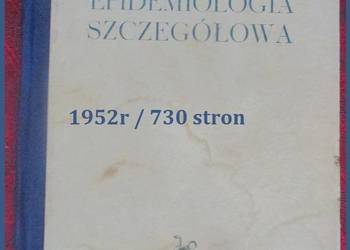 EPIDEMIOLOGIA
SZCZEGÓŁOWA
1952r / 730 stron